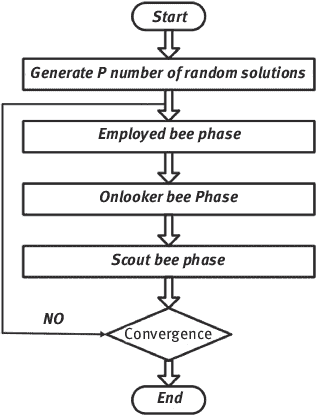 Start
Generate P number of random solutions
Employed bee phase
Onlooker bee Phase
Scout bee phase
NO
Convergence
End